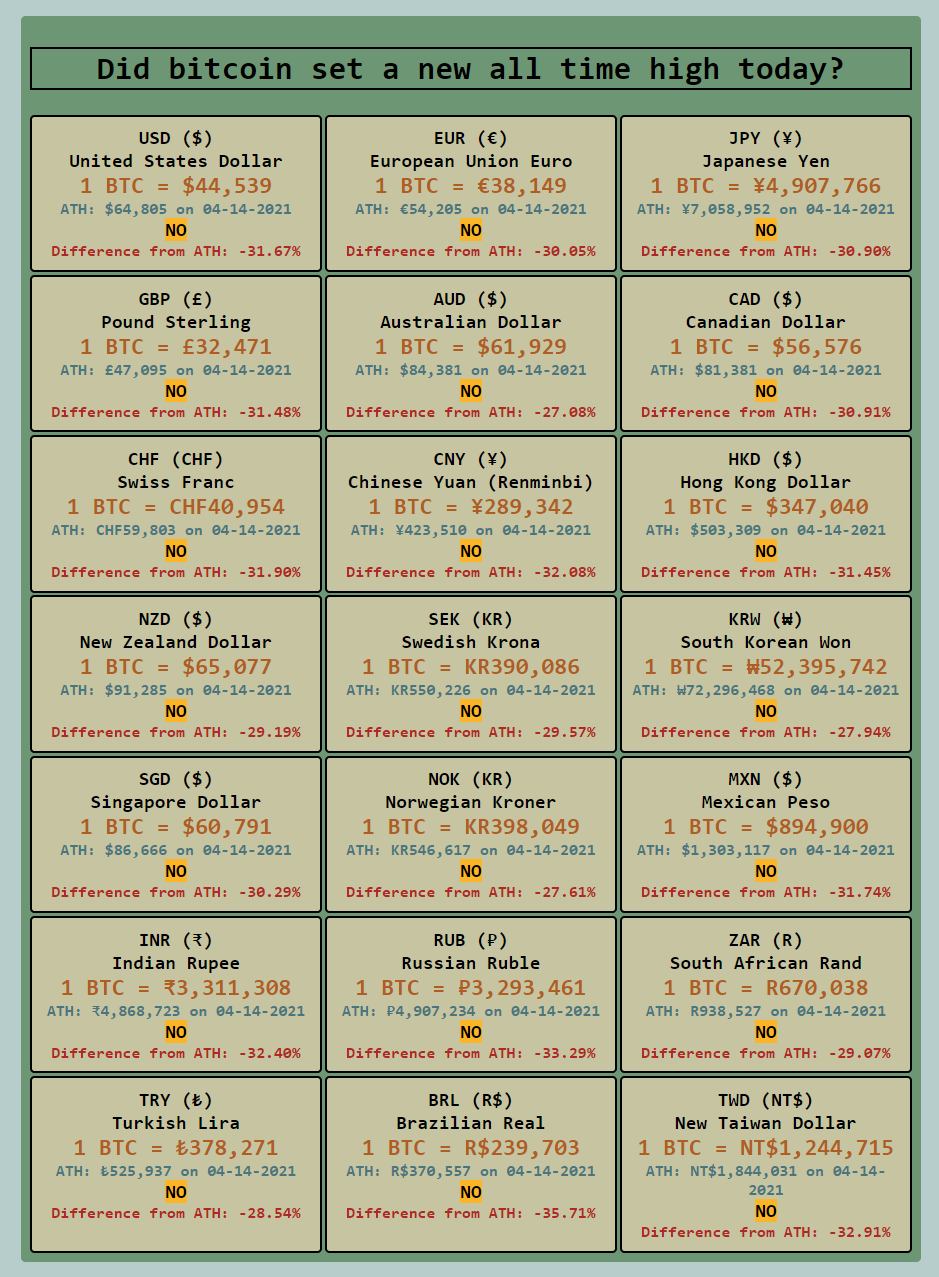 Did bitcoin set a new all time high today?
USD ($)
United States Dollar
1 BTC = $44,539
ATH: $64,805 on 04-14-2021
NO
Difference from ATH: -31.67%
EUR (€)
European Union Euro
1 BTC = €38,149
ATH: €54,205 on 04-14-2021
NO
Difference from ATH: -30.05%
JPY (¥)
Japanese Yen
1 BTC = ¥4,907,766
ATH: ¥7,058,952 on 04-14-2021
NO
Difference from ATH: -30.90%
GBP (£)
Pound Sterling
1 BTC = £32,471
ATH: £47,095 on 04-14-2021
NO
Difference from ATH: -31.48%
AUD ($)
Australian Dollar
1 BTC = $61,929
ATH: $84,381 on 04-14-2021
NO
Difference from ATH: -27.08%
CAD ($)
Canadian Dollar
1 BTC = $56,576
ATH: $81,381 on 04-14-2021
NO
Difference from ATH: -30.91%
CHF (CHF)
Swiss Franc
1 BTC = CHF40,954
ATH: CHF59,803 on 04-14-2021
NO
Difference from ATH: -31.90%
CNY (¥)
Chinese Yuan (Renminbi)
1 BTC = ¥289,342
ATH: ¥423,510 on 04-14-2021
NO
Difference from ATH: -32.08%
HKD ($)
Hong Kong Dollar
1 BTC = $347,040
ATH: $503,309 on 04-14-2021
NO
Difference from ATH: -31.45%
NZD ($)
New Zealand Dollar
1 BTC = $65,077
ATH: $91,285 on 04-14-2021
NO
Difference from ATH: -29.19%
SEK (KR)
Swedish Krona
1 BTC = KR390,086
ATH: KR550,226 on 04-14-2021
NO
Difference from ATH: -29.57%
KRW (₩)
South Korean Won
1 BTC = ₩52,395,742
ATH: ₩72,296,468 on 04-14-2021
NO
Difference from ATH: -27.94%
SGD ($)
Singapore Dollar
1 BTC = $60,791
ATH: $86,666 on 04-14-2021
NO
Difference from ATH: -30.29%
NOK (KR)
Norwegian Kroner
1 BTC = KR398,049
ATH: KR546,617 on 04-14-2021
NO
Difference from ATH: -27.61%
MXN ($)
Mexican Peso
1 BTC = $894,900
ATH: $1,303,117 on 04-14-2021
NO
Difference from ATH: -31.74%
INR (₹)
Indian Rupee
1 BTC = ₹3,311,308
ATH: ₹4,868,723 on 04-14-2021
NO
Difference from ATH: -32.40%
RUB (₽)
Russian Ruble
1 BTC = ₽3,293,461
ATH: ₽4,907,234 on 04-14-2021
NO
Difference from ATH: -33.29%
ZAR (R)
South African Rand
1 BTC = R670,038
ATH: R938,527 on 04-14-2021
NO
Difference from ATH: -29.07%
TRY (₺)
Turkish Lira
1 BTC = ₺378,271
ATH: ₺525,937 on 04-14-2021
NO
Difference from ATH: -28.54%
BRL (R$)
Brazilian Real
1 BTC = R$239,703
ATH: R$370,557 on 04-14-2021
NO
Difference from ATH: -35.71%
TWD (NT$)
New Taiwan Dollar
1 BTC = NT$1,244,715
ATH: NT$1,844,031 on 04-14-
2021
NO
Difference from ATH: -32.91%